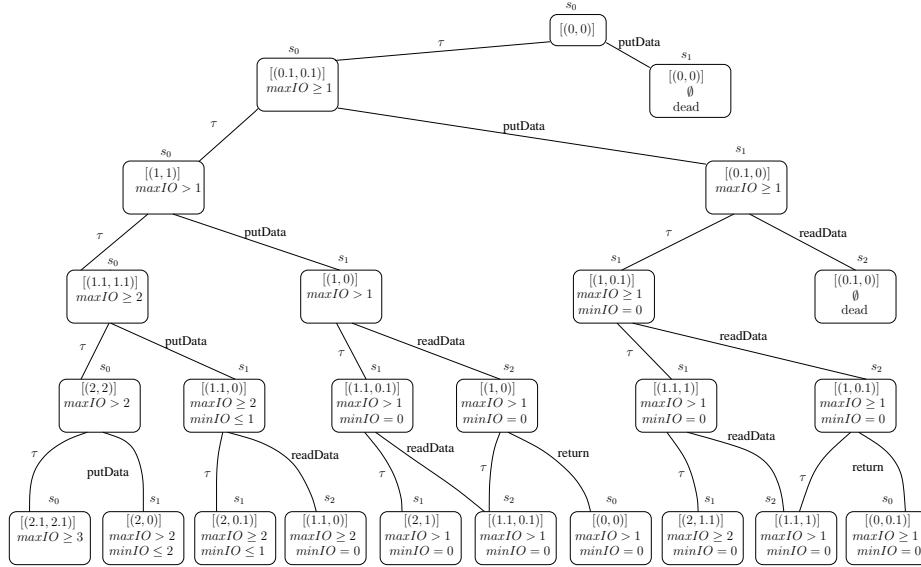 s₀
[(0, 0)]
τ
putData
s₀
[(0.1, 0.1)]
maxIO ≥ 1
s₁
[(0, 0)]
∅
dead
τ
putData
s₀
[(1, 1)]
maxIO > 1
s₁
[(0.1, 0)]
maxIO ≥ 1
τ
putData
τ
readData
s₀
[(1.1, 1.1)]
maxIO ≥ 2
s₁
[(1, 0)]
maxIO > 1
s₁
[(1, 0.1)]
maxIO ≥ 1
minIO = 0
s₂
[(0.1, 0)]
∅
dead
τ
putData
τ
readData
τ
readData
s₀
[(2, 2)]
maxIO > 2
s₁
[(1.1, 0)]
maxIO ≥ 2
minIO ≤ 1
s₁
[(1.1, 0.1)]
maxIO > 1
minIO = 0
s₂
[(1, 0)]
maxIO > 1
minIO = 0
s₁
[(1.1, 1)]
maxIO > 1
minIO = 0
s₂
[(1, 0.1)]
maxIO ≥ 1
minIO = 0
τ
putData
τ
readData
τ
readData
τ
return
τ
readData
τ
return
s₀
[(2.1, 2.1)]
maxIO ≥ 3
s₁
[(2, 0)]
maxIO > 2
minIO ≤ 2
s₁
[(2, 0.1)]
maxIO ≥ 2
minIO ≤ 1
s₂
[(1.1, 0)]
maxIO ≥ 2
minIO = 0
s₁
[(2, 1)]
maxIO > 1
minIO = 0
s₂
[(1.1, 0.1)]
maxIO > 1
minIO = 0
s₀
[(0, 0)]
maxIO > 1
minIO = 0
s₁
[(2, 1.1)]
maxIO ≥ 2
minIO = 0
s₂
[(1.1, 1)]
maxIO > 1
minIO = 0
s₀
[(0, 0.1)]
maxIO ≥ 1
minIO = 0